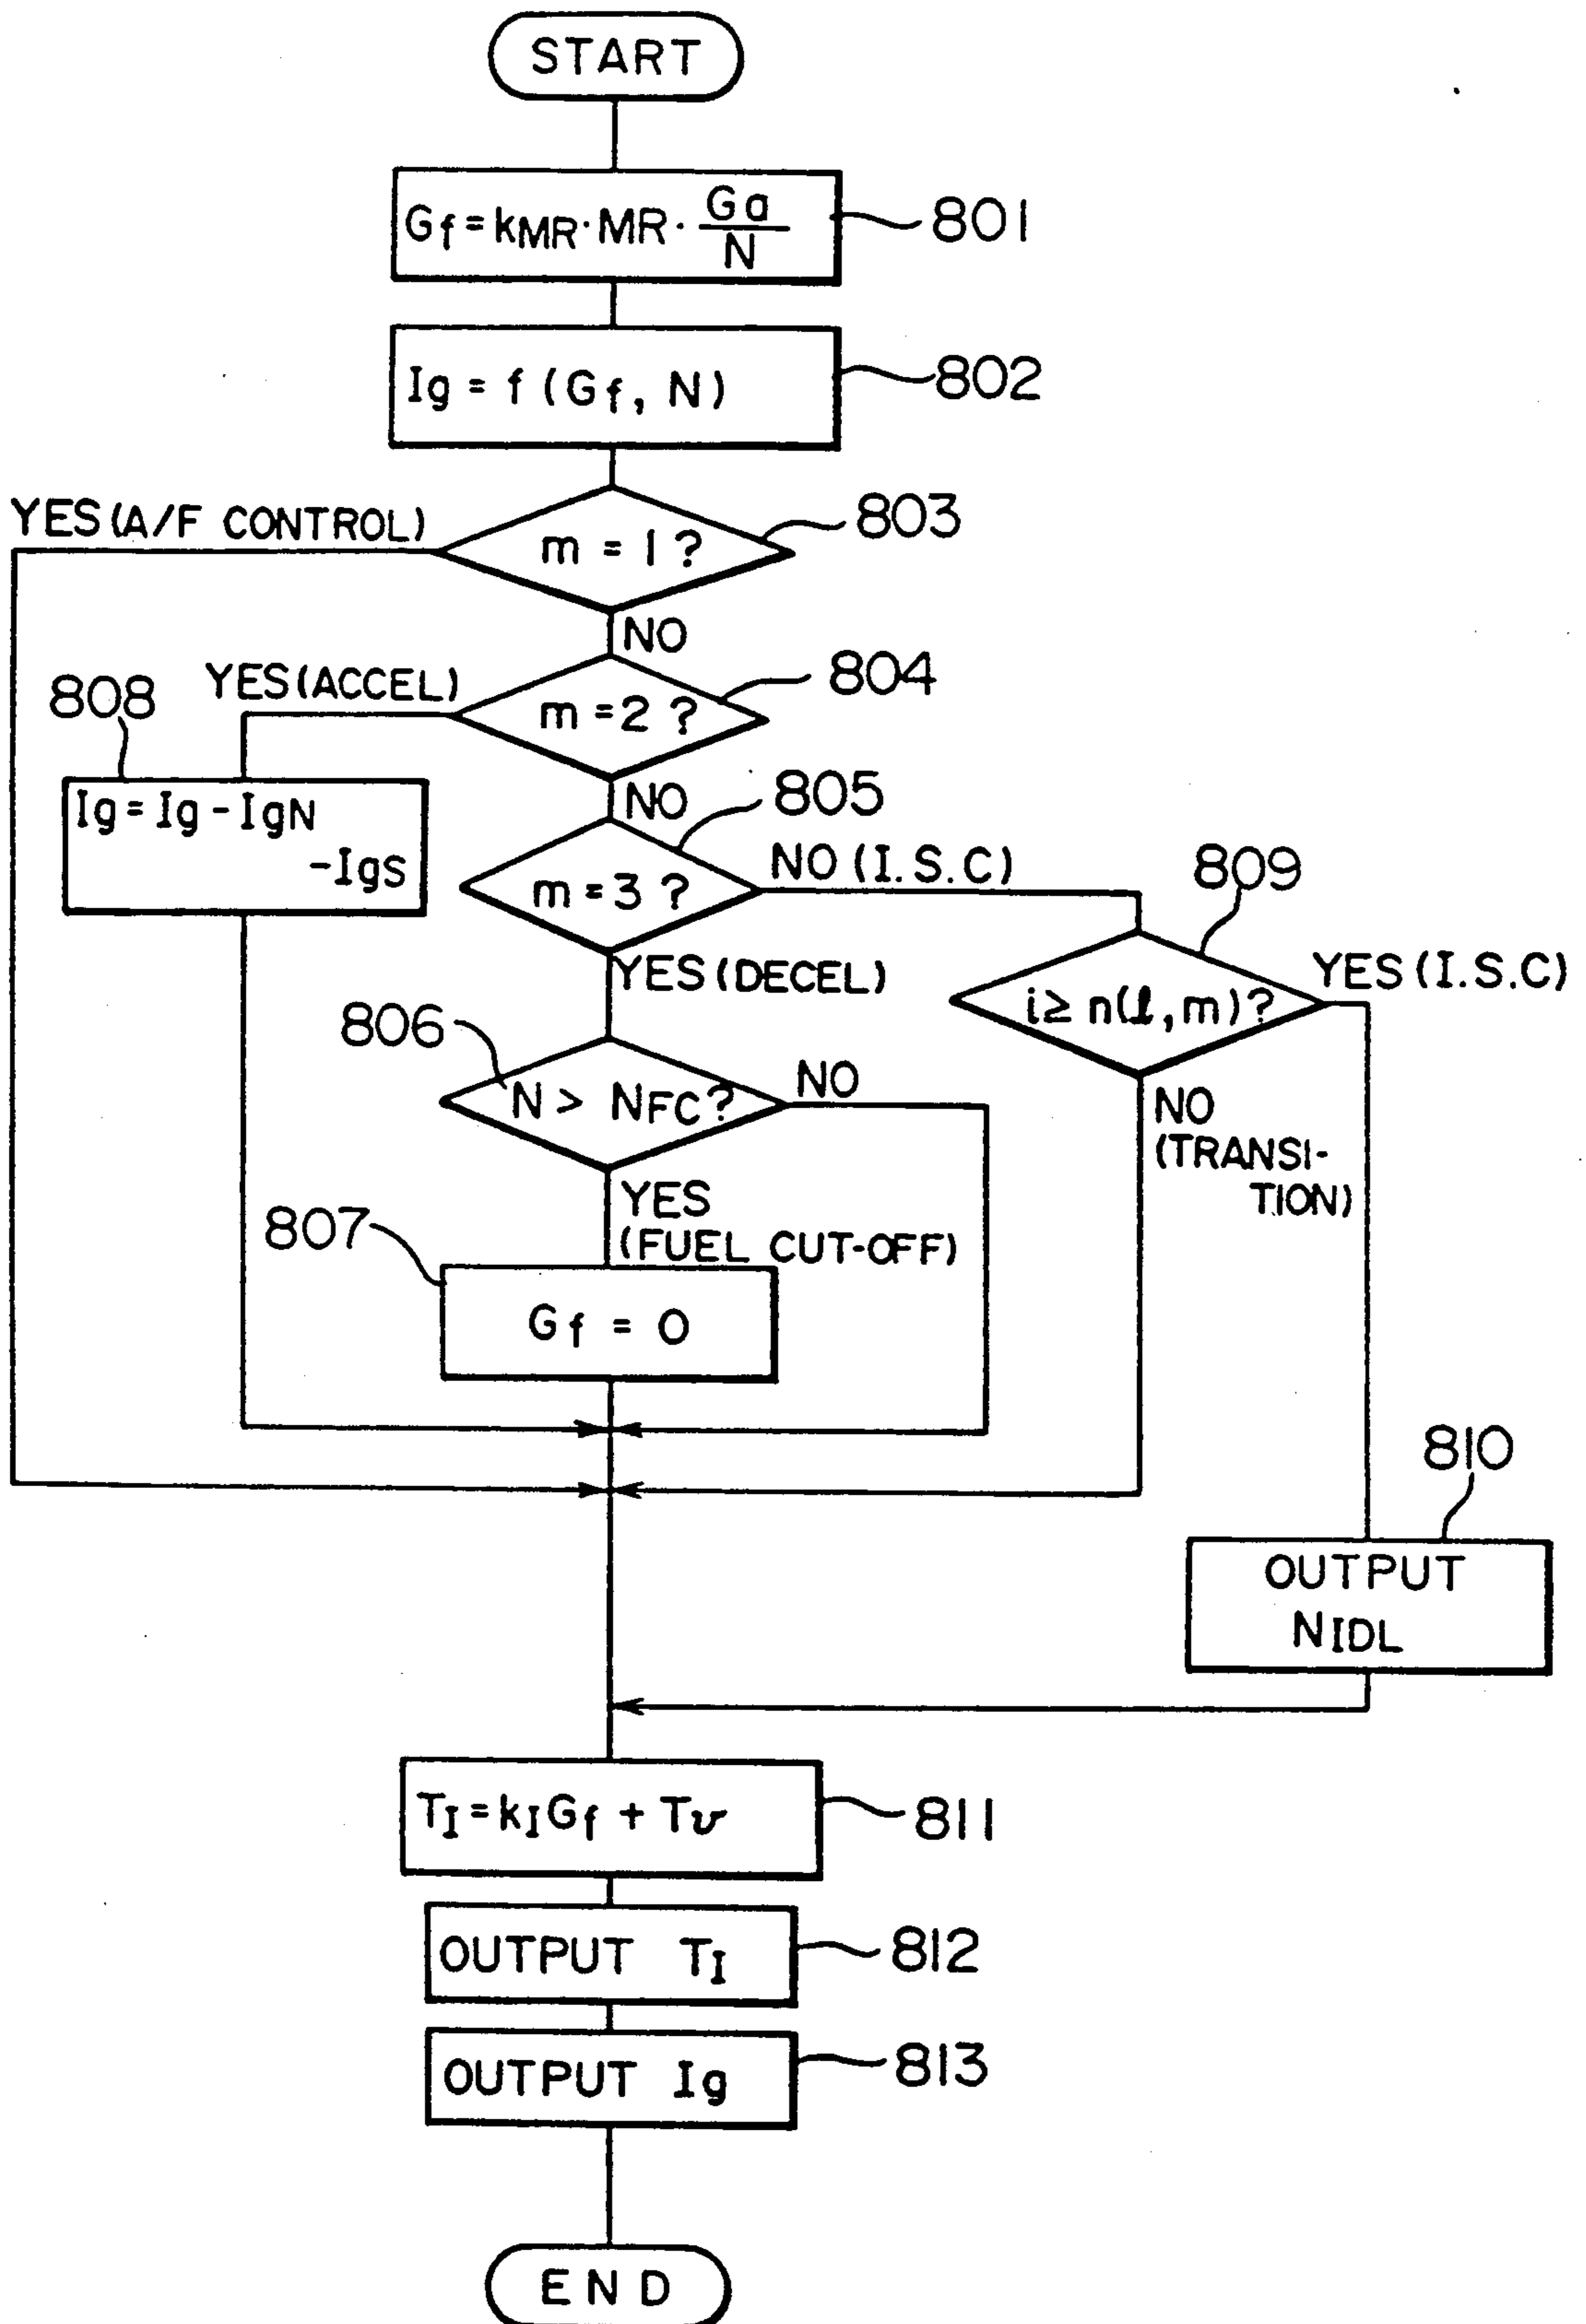 START
Gf = kMR · MR · Ga/N
801
Ig = f (Gf, N)
802
YES (A/F CONTROL)
m = 1 ?
803
NO
808
YES (ACCEL)
m = 2 ?
804
Ig = Ig - IgN
-IgS
NO
805
m = 3 ?
NO (I.S.C)
809
YES (DECEL)
i ≥ n(l, m) ?
YES (I.S.C)
806
N > NFC ?
NO
NO
(TRANSI-
TION)
807
YES
(FUEL CUT-OFF)
Gf = 0
810
OUTPUT
NIDL
TI = kIGf + Tv
811
OUTPUT TI
812
OUTPUT Ig
813
END